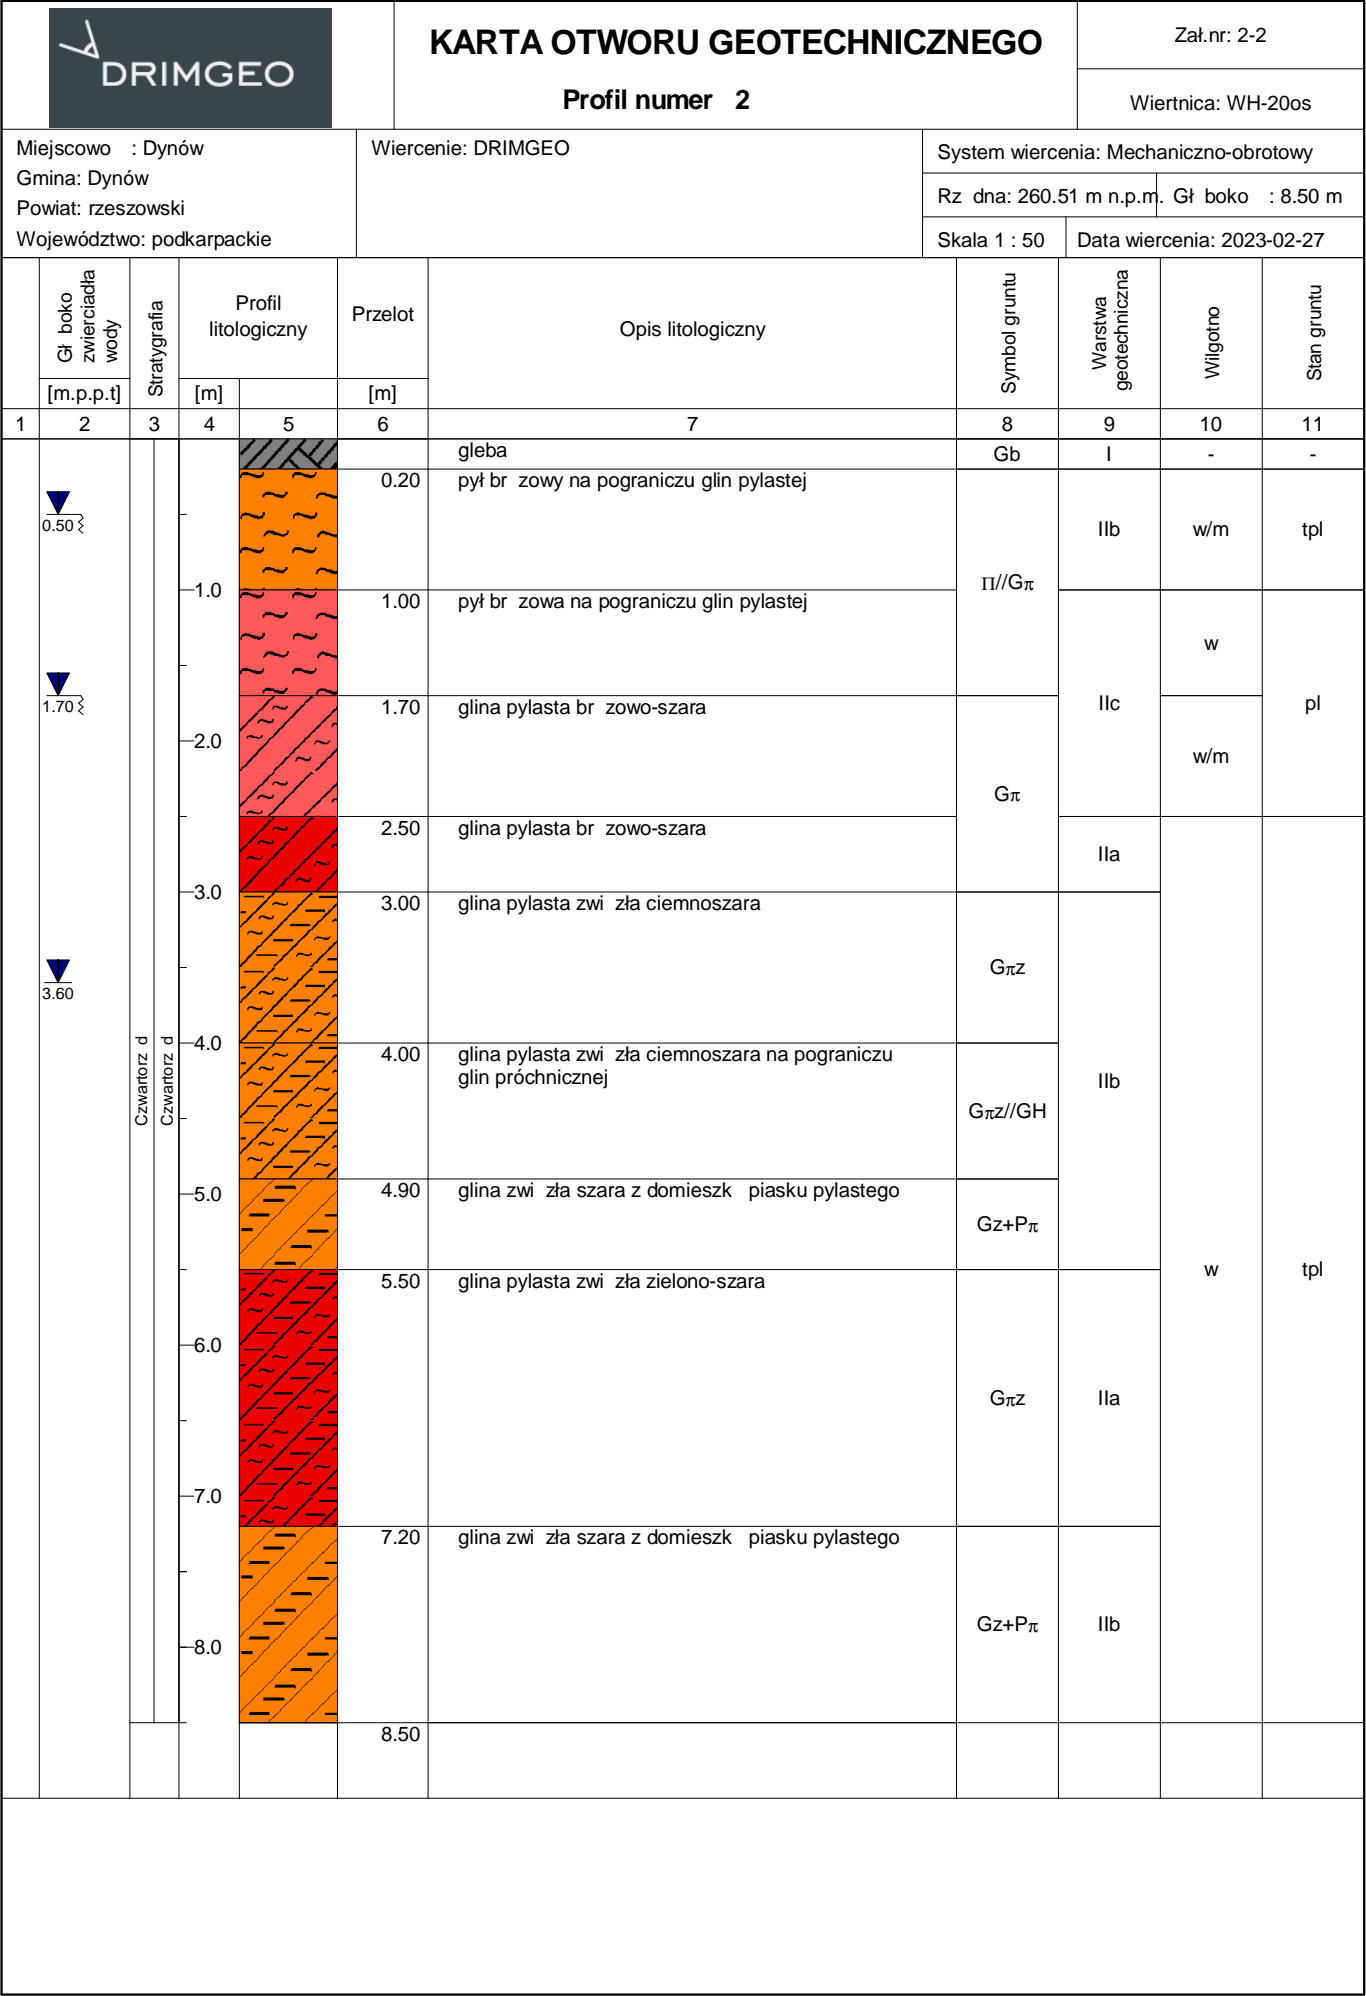 DRIMGEO
KARTA OTWORU GEOTECHNICZNEGO
Profil numer 2
Zał.nr: 2-2
Wiertnica: WH-20os
Miejscowo : Dynów
Gmina: Dynów
Powiat: rzeszowski
Województwo: podkarpackie
Wiercenie: DRIMGEO
System wiercenia: Mechaniczno-obrotowy
Rz dna: 260.51 m n.p.m. Gł boko : 8.50 m
Skala 1 : 50 Data wiercenia: 2023-02-27
Gł boko
zwierciadła
wody
[m.p.p.t]
Stratygrafia
Profil
litologiczny
[m]
Przelot
[m]
Opis litologiczny
Symbol gruntu
Warstwa
geotechniczna
Wilgotno
Stan gruntu
1 2 3 4 5 6 7 8 9 10 11
gleba Gb I - -
0.20 pył br zowy na pograniczu glin pylastej
0.50
IIb w/m tpl
Π//Gπ
1.0
1.00 pył br zowa na pograniczu glin pylastej
w
1.70
1.70 glina pylasta br zowo-szara
IIc pl
2.0
w/m
Gπ
2.50 glina pylasta br zowo-szara
IIa
3.0
3.00 glina pylasta zwi zła ciemnoszara
Gπz
3.60
4.0
4.00 glina pylasta zwi zła ciemnoszara na pograniczu
glin próchnicznej
Czwartorz d
Czwartorz d
IIb
Gπz//GH
5.0
4.90 glina zwi zła szara z domieszk piasku pylastego
Gz+Pπ
5.50 glina pylasta zwi zła zielono-szara
w tpl
6.0
Gπz IIa
7.0
7.20 glina zwi zła szara z domieszk piasku pylastego
Gz+Pπ IIb
8.0
8.50